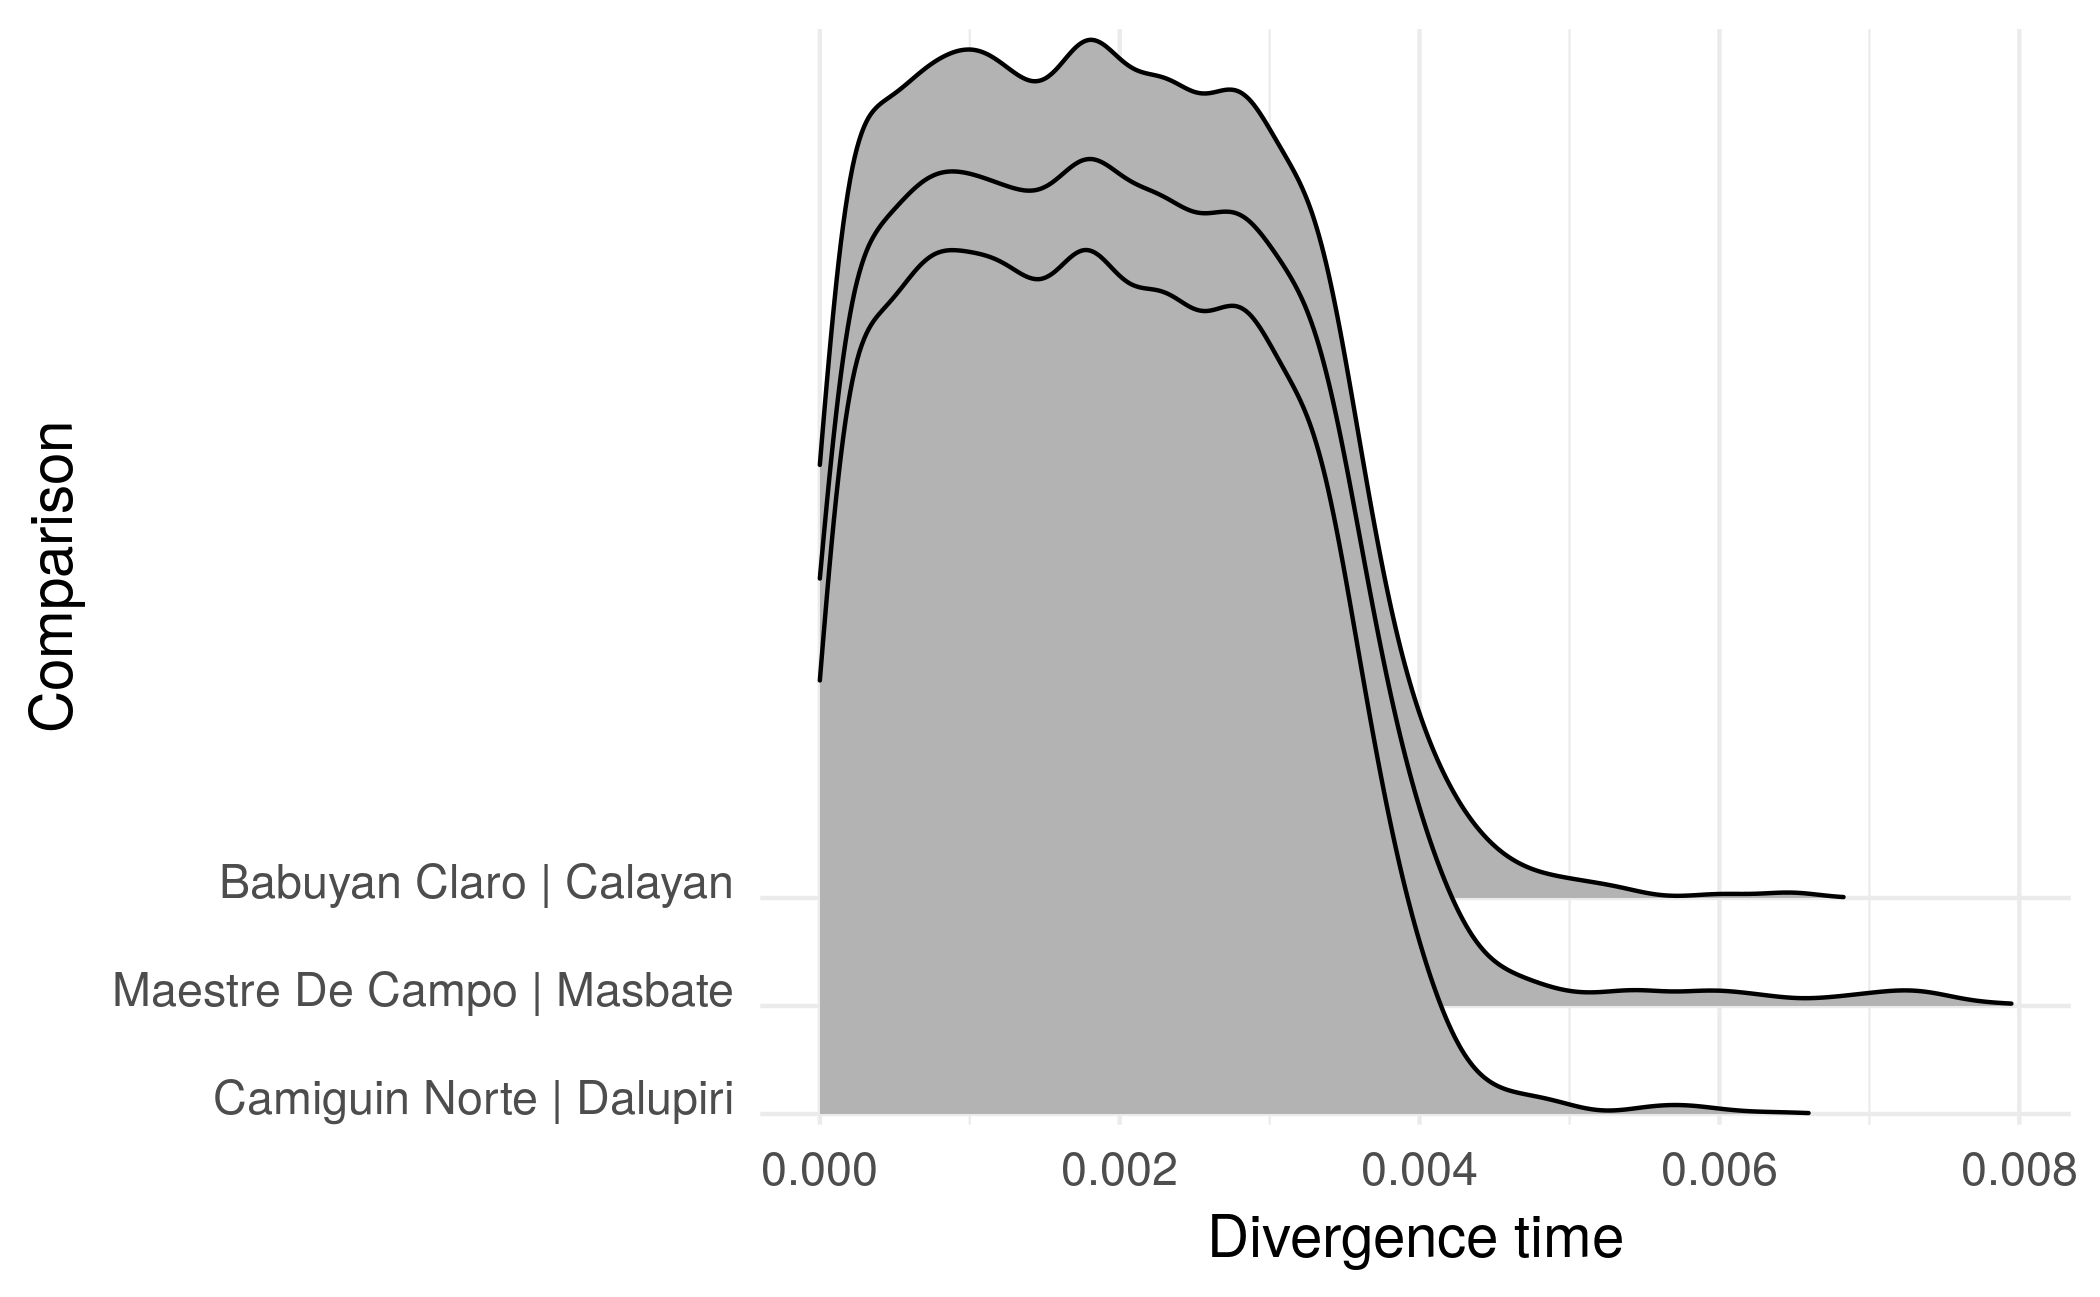 Comparison
Babuyan Claro | Calayan
Maestre De Campo | Masbate
Camiguin Norte | Dalupiri
0.000 0.002 0.004 0.006 0.008
Divergence time